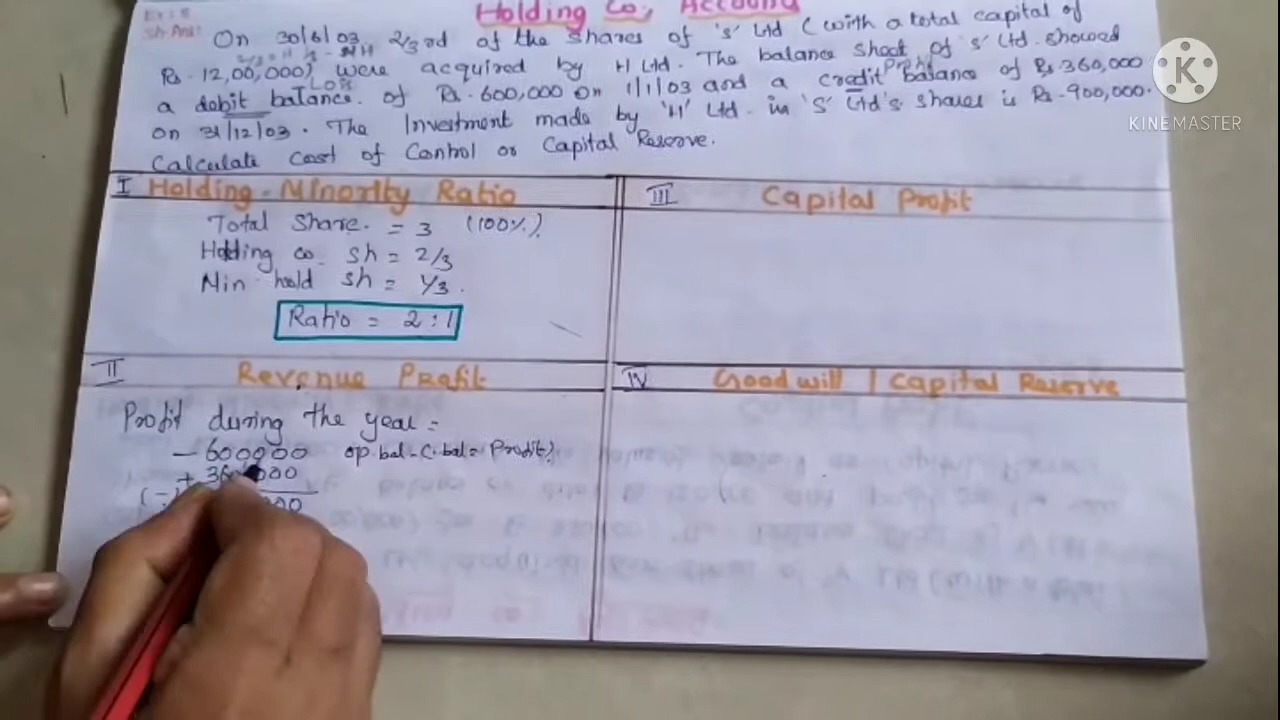 Holding Co, Account
On 30/6/03 2/3rd of the shares of 'S' Ltd (with a total capital of
Rs. 12,00,000) were acquired by H Ltd. The balance sheet of 'S' Ltd. showed
LOSS
Profit
a debit balance of Rs. 600,000 on 1/1/03 and a credit balance of Rs. 360,000
on 31/12/03. The Investment made by 'H' Ltd. in 'S' Ltd's shares is Rs. 900,000.
Calculate Cost of Control or Capital Reserve.
I Holding-Minority Ratio
Total Share = 3 (100%)
Holding co sh = 2/3
Min hold sh = 1/3.
Ratio = 2:1
II Revenue Profit
Profit during the year =
- 600000 op.bal - C.bal = Profit
+
III Capital Profit
IV Goodwill / Capital Reserve
KINEMASTER